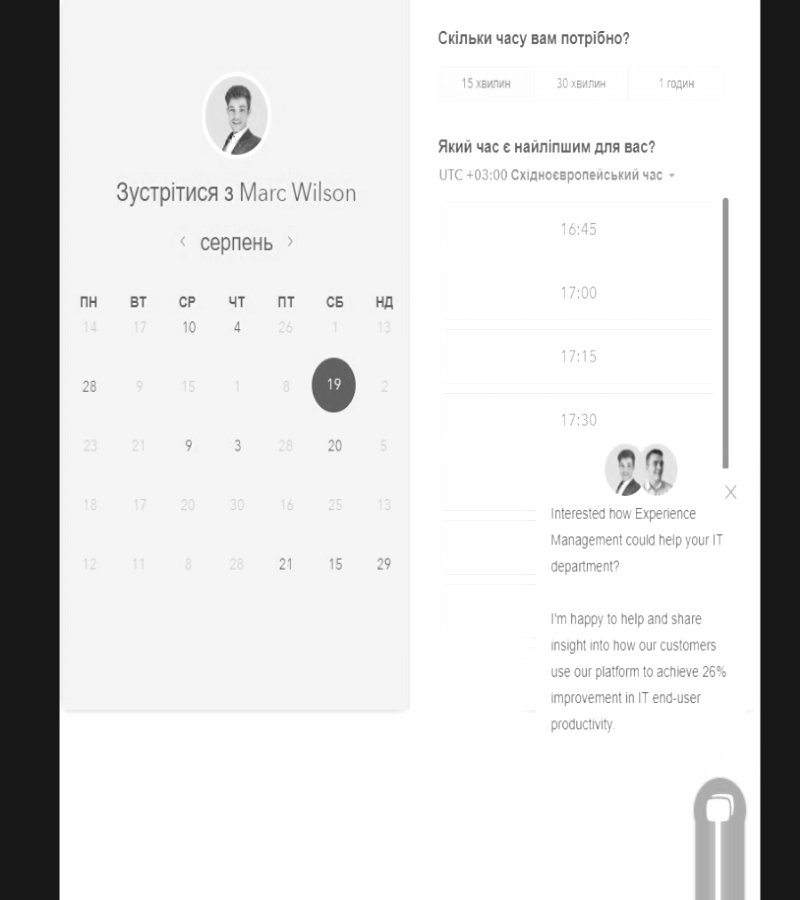 Зустрітися з Marc Wilson
серпень
ПН ВТ СР ЧТ ПТ СБ НД
14 17 10 4 26 1 13
28 9 15 1 8 19 2
23 21 9 3 28 20 5
18 17 20 30 16 25 13
12 11 8 28 21 15 29
Скільки часу вам потрібно?
15 хвилин 30 хвилин 1 годин
Який час є найліпшим для вас?
UTC +03:00 Східноєвропейський час
16:45
17:00
17:15
17:30
Interested how Experience
Management could help your IT
department?
I'm happy to help and share
insight into how our customers
use our platform to achieve 26%
improvement in IT end-user
productivity.